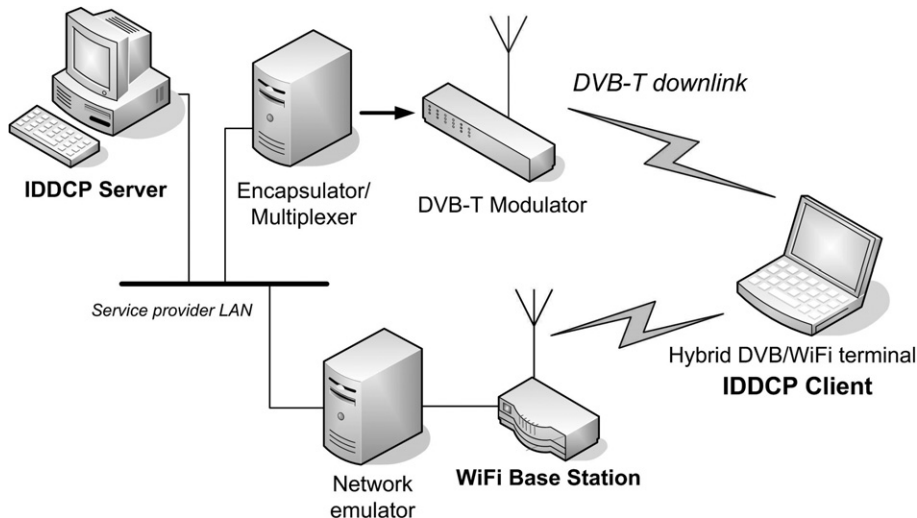 DVB-T downlink
IDDCP Server
Encapsulator/
Multiplexer
DVB-T Modulator
Service provider LAN
Hybrid DVB/WiFi terminal
IDDCP Client
WiFi Base Station
Network
emulator